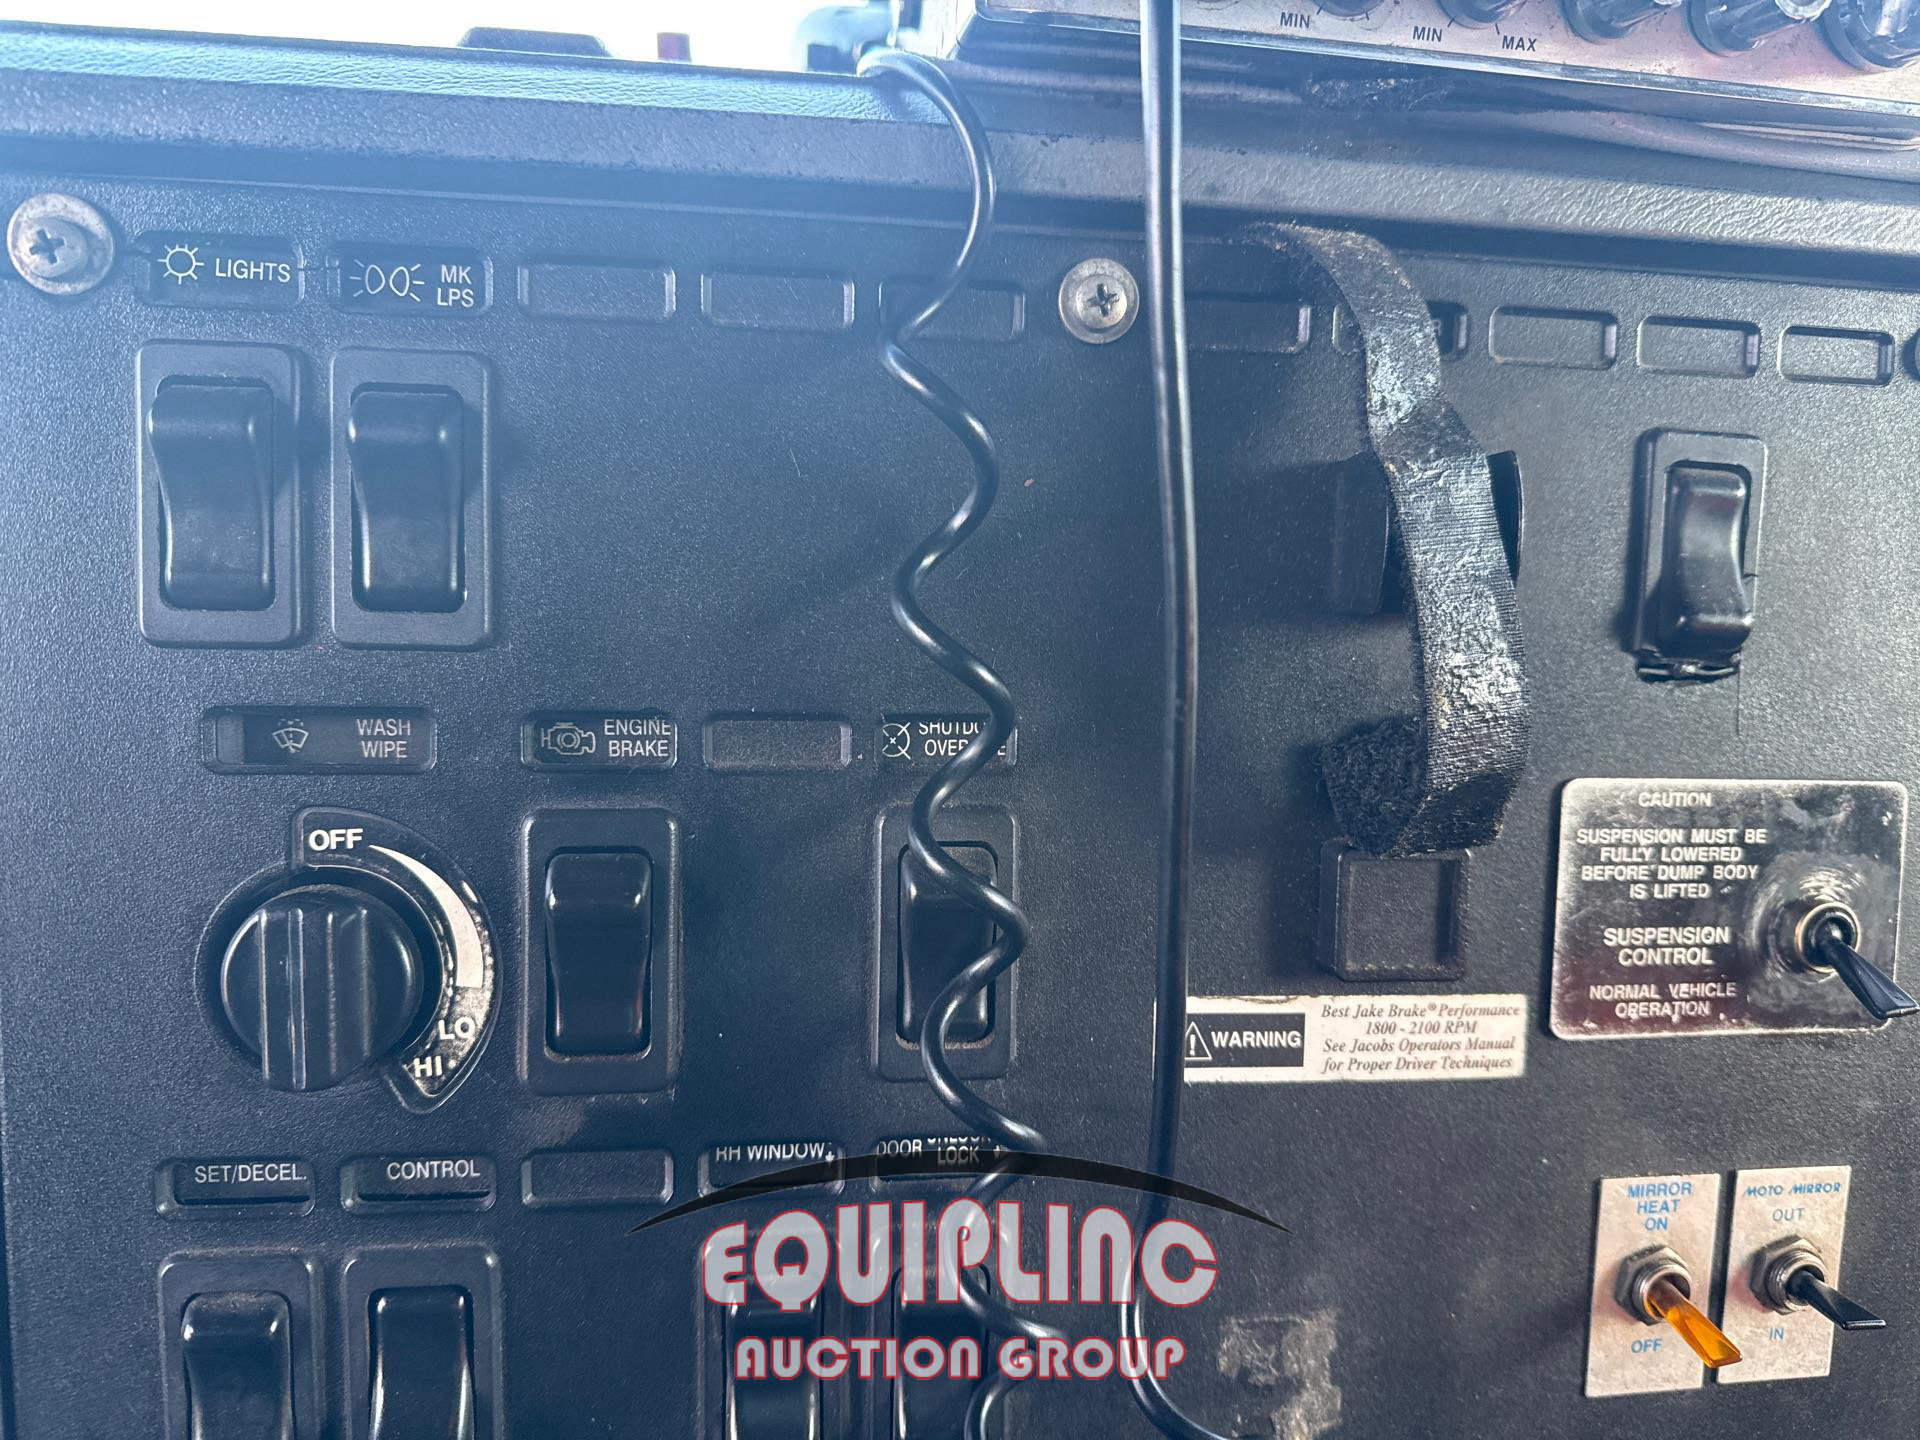 MIN
MIN
MAX
LIGHTS
MK
LPS
WASH
WIPE
ENGINE
BRAKE
OFF
LO
HI
SET/DECEL.
CONTROL
RH WINDOW
DOOR
LOCK
CAUTION
SUSPENSION MUST BE
FULLY LOWERED
BEFORE DUMP BODY
IS LIFTED
SUSPENSION
CONTROL
NORMAL VEHICLE
OPERATION
WARNING
Best Jake Brake® Performance
1800 - 2100 RPM
See Jacobs Operators Manual
for Proper Driver Techniques
MIRROR
HEAT
ON
OFF
MOTO MIRROR
OUT
IN
EQUIPLINC
AUCTION GROUP